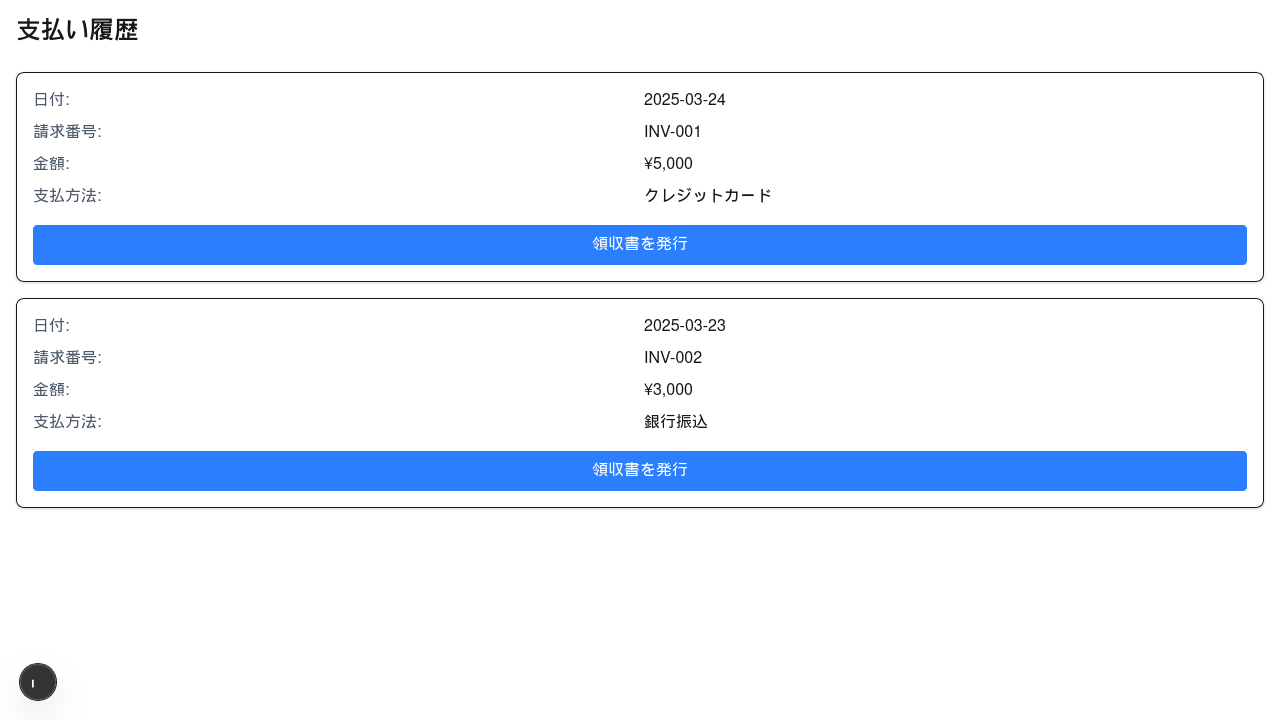 支払い履歴
日付: 2025-03-24
請求番号: INV-001
金額: ¥5,000
支払方法: クレジットカード
領収書を発行
日付: 2025-03-23
請求番号: INV-002
金額: ¥3,000
支払方法: 銀行振込
領収書を発行